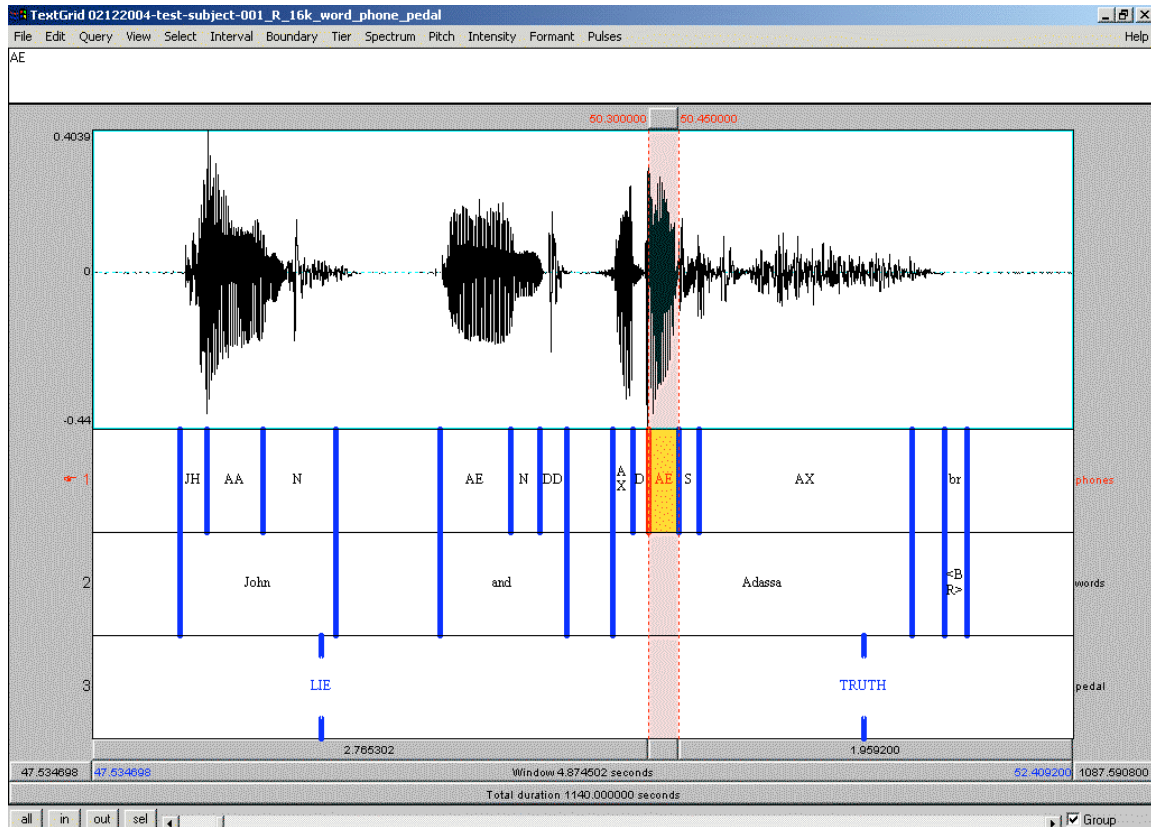 TextGrid 02122004-test-subject-001_R_16k_word_phone_pedal
File Edit Query View Select Interval Boundary Tier Spectrum Pitch Intensity Formant Pulses Help
AE
50.300000 50.450000
0.4039
0
-0.44
1 JH AA N AE N DD AX D AE S AX br phones
2 John and Adassa <BR> words
3 LIE TRUTH pedal
2.765302 1.959200
47.534698 47.534698 Window 4.874502 seconds 52.409200 1087.590800
Total duration 1140.000000 seconds
all in out sel Group